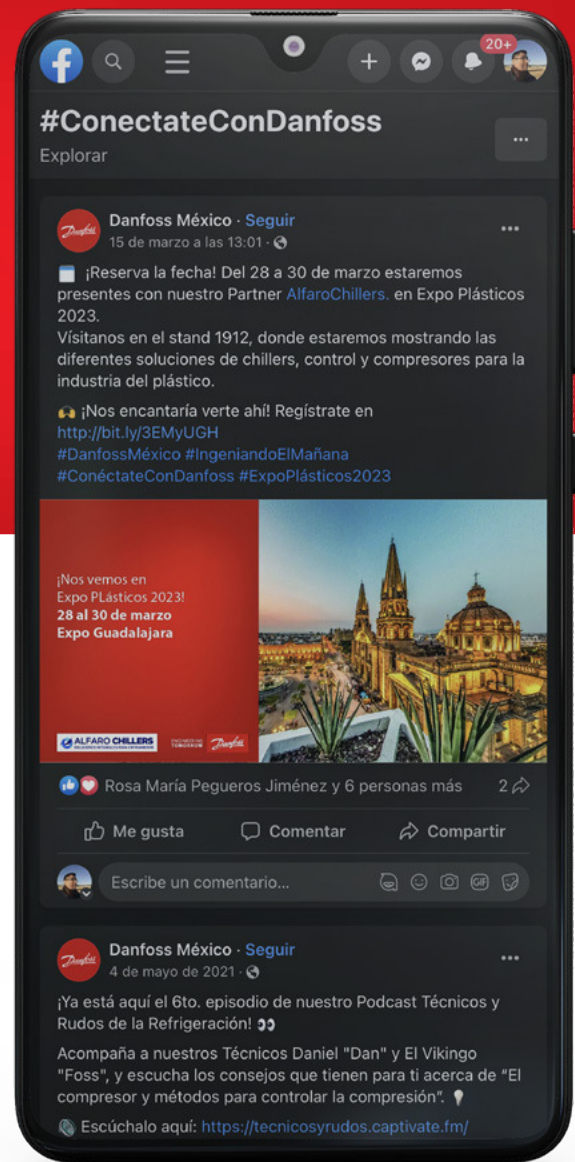 20+
#ConectateConDanfoss
Explorar
Danfoss
Danfoss México · Seguir
15 de marzo a las 13:01 ·
¡Reserva la fecha! Del 28 a 30 de marzo estaremos
presentes con nuestro Partner AlfaroChillers. en Expo Plásticos
2023.
Vísitanos en el stand 1912, donde estaremos mostrando las
diferentes soluciones de chillers, control y compresores para la
industria del plástico.
¡Nos encantaría verte ahí! Regístrate en
http://bit.ly/3EMyUGH
#DanfossMéxico #IngeniandoElMañana
#ConéctateConDanfoss #ExpoPlásticos2023
¡Nos vemos en
Expo PLásticos 2023!
28 al 30 de marzo
Expo Guadalajara
ALFARO CHILLERS
ENGINEERING
TOMORROW
Danfoss
Rosa María Pegueros Jiménez y 6 personas más 2
Me gusta Comentar Compartir
Escribe un comentario... GIF
Danfoss
Danfoss México · Seguir
4 de mayo de 2021 ·
¡Ya está aquí el 6to. episodio de nuestro Podcast Técnicos y
Rudos de la Refrigeración!
Acompaña a nuestros Técnicos Daniel "Dan" y El Vikingo
"Foss", y escucha los consejos que tienen para ti acerca de "El
compresor y métodos para controlar la compresión".
Escúchalo aquí: https://tecnicosyrudos.captivate.fm/